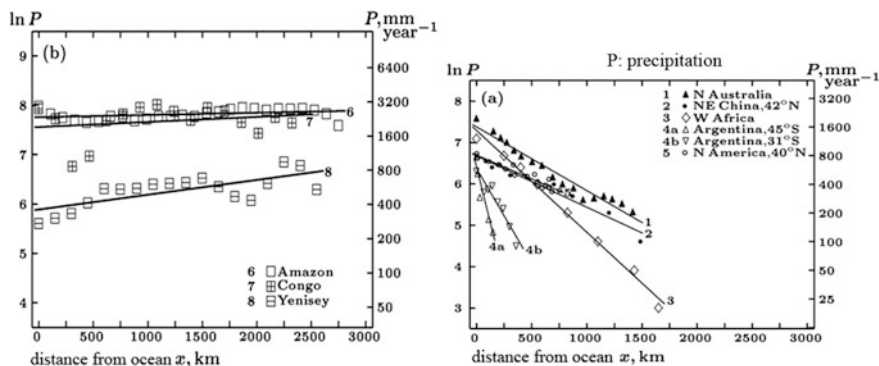 ln P
P, mm
year⁻¹
(b)
9
8
7
6
5
4
6400
3200
1600
800
400
200
100
50
6
7
8
6 Amazon
7 Congo
8 Yenisey
0 500 1000 1500 2000 2500 3000
distance from ocean x, km
P: precipitation
ln P
P, mm
year⁻¹
(a)
1 N Australia
2 NE China,42°N
3 W Africa
4a Argentina,45°S
4b Argentina,31°S
5 N America,40°N
8
7
6
5
4
3
3200
1600
800
400
200
100
50
25
1
2
3
4a
4b
0 500 1000 1500 2000 2500 3000
distance from ocean x, km